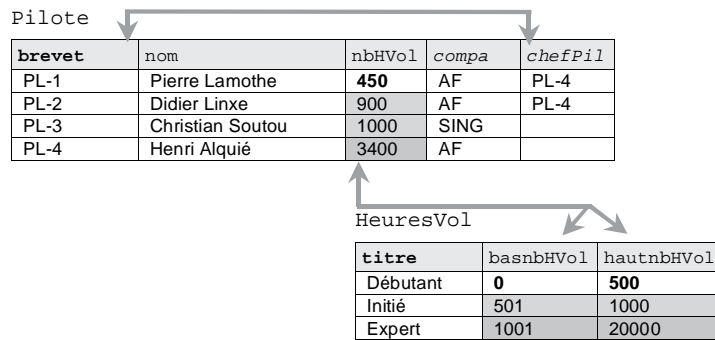 Pilote
brevet nom nbHVol compa chefPil
PL-1 Pierre Lamothe 450 AF PL-4
PL-2 Didier Linxe 900 AF PL-4
PL-3 Christian Soutou 1000 SING
PL-4 Henri Alquié 3400 AF
HeuresVol
titre basnbHVol hautnbHVol
Débutant 0 500
Initié 501 1000
Expert 1001 20000